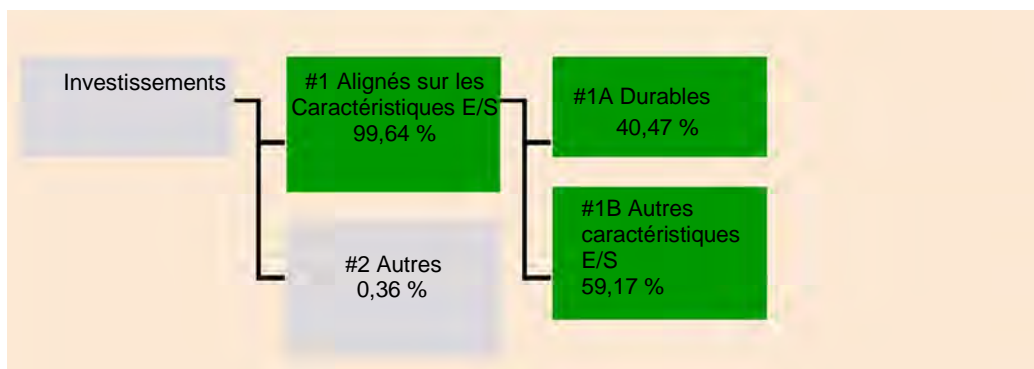 Investissements
#1 Alignés sur les
Caractéristiques E/S
99,64 %
#2 Autres
0,36 %
#1A Durables
40,47 %
#1B Autres
caractéristiques
E/S
59,17 %